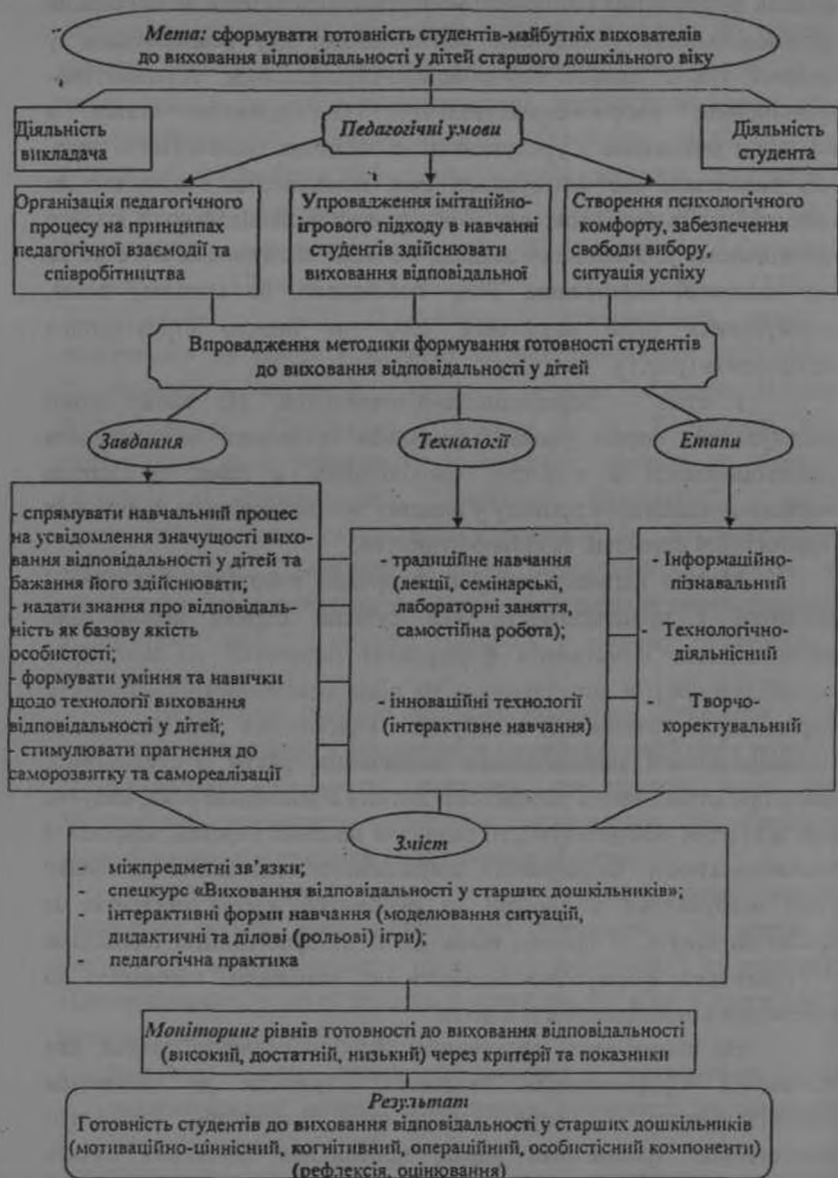 Мета: сформувати готовність студентів-майбутніх вихователів
до виховання відповідальності у дітей старшого дошкільного віку
Діяльність
викладача
Педагогічні умови
Діяльність
студента
Організація педагогічного
процесу на принципах
педагогічної взаємодії та
співробітництва
Упровадження імітаційно-
ігрового підходу в навчанні
студентів здійснювати
виховання відповідальної
Створення психологічного
комфорту, забезпечення
свободи вибору,
ситуація успіху
Впровадження методики формування готовності студентів
до виховання відповідальності у дітей
Завдання
Технології
Етапи
- спрямувати навчальний процес
на усвідомлення значущості вихо-
вання відповідальності у дітей та
бажання його здійснювати;
- надати знання про відповідаль-
ність як базову якість
особистості;
- формувати уміння та навички
щодо технології виховання
відповідальності у дітей;
- стимулювати прагнення до
саморозвитку та самореалізації
- традиційне навчання
(лекції, семінарські,
лабораторні заняття,
самостійна робота);
- інноваційні технології
(інтерактивне навчання)
- Інформаційно-
пізнавальний
- Технологічно-
діяльнісний
- Творчо-
коректувальний
Зміст
- міжпредметні зв’язки;
- спецкурс «Виховання відповідальності у старших дошкільників»;
- інтерактивні форми навчання (моделювання ситуацій,
дидактичні та ділові (рольові) ігри);
- педагогічна практика
Моніторинг рівнів готовності до виховання відповідальності
(високий, достатній, низький) через критерії та показники
Результат
Готовність студентів до виховання відповідальності у старших дошкільників
(мотиваційно-ціннісний, когнітивний, операційний, особистісний компоненти)
(рефлексія, оцінювання)